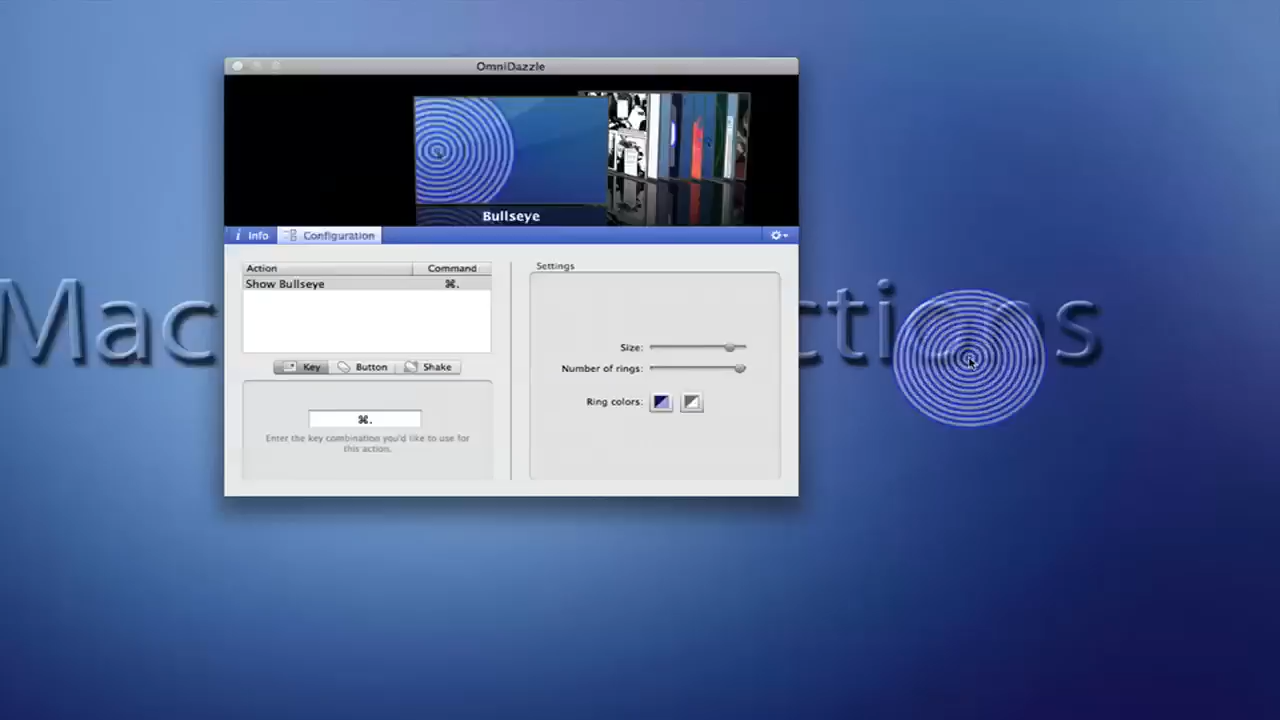 OmniDazzle
Bullseye
i Info Configuration
Action Command
Show Bullseye ⌘.
Key Button Shake
⌘.
Enter the key combination you'd like to use for
this action.
Settings
Size:
Number of rings:
Ring colors:
Mac